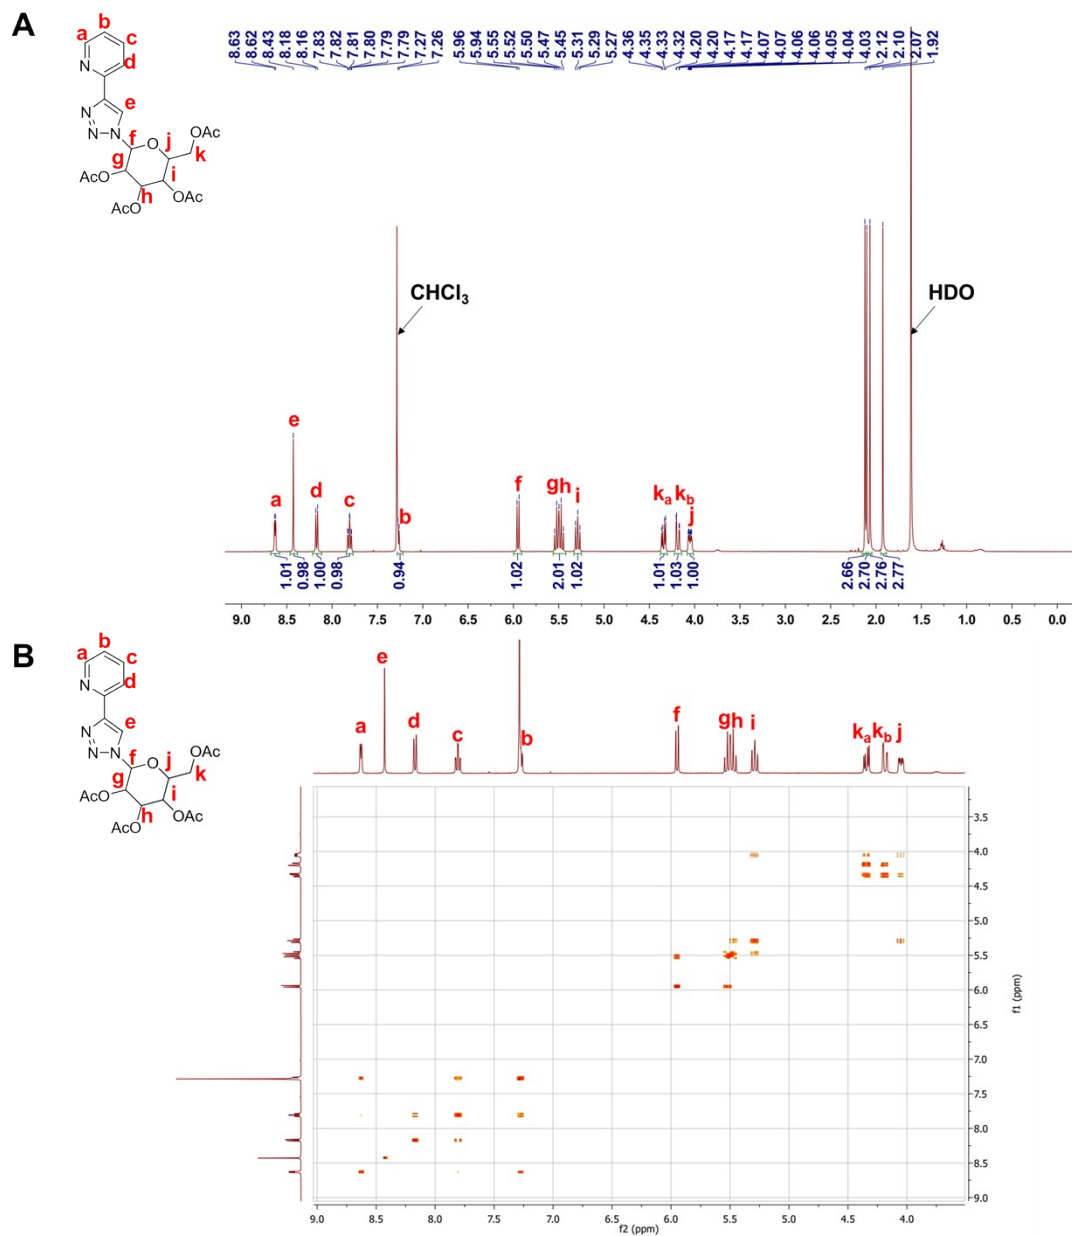 A
8.63 8.62 8.43 8.18 8.16 7.83 7.82 7.81 7.80 7.79 7.79 7.27 7.26 5.96 5.94 5.55 5.52 5.50 5.47 5.45 5.31 5.29 5.27 4.36 4.35 4.33 4.32 4.20 4.20 4.17 4.17 4.07 4.07 4.06 4.06 4.05 4.04 4.03 2.12 2.10 2.07 1.92
a b c d N
e N N N
f O j OAc k
g i AcO
h AcO OAc
CHCl3
HDO
a e d c b f g h i ka kb j
1.01 0.98 1.00 0.98 0.94 1.02 2.01 1.02 1.01 1.03 1.00 2.66 2.70 2.76 2.77
9.0 8.5 8.0 7.5 7.0 6.5 6.0 5.5 5.0 4.5 4.0 3.5 3.0 2.5 2.0 1.5 1.0 0.5 0.0
B
a b c d N
e N N N
f O j OAc k
g i AcO
h AcO OAc
a e d c b f g h i ka kb j
3.5
4.0
4.5
5.0
5.5
6.0
6.5
7.0
7.5
8.0
8.5
9.0
f1 (ppm)
9.0 8.5 8.0 7.5 7.0 6.5 6.0 5.5 5.0 4.5 4.0
f2 (ppm)